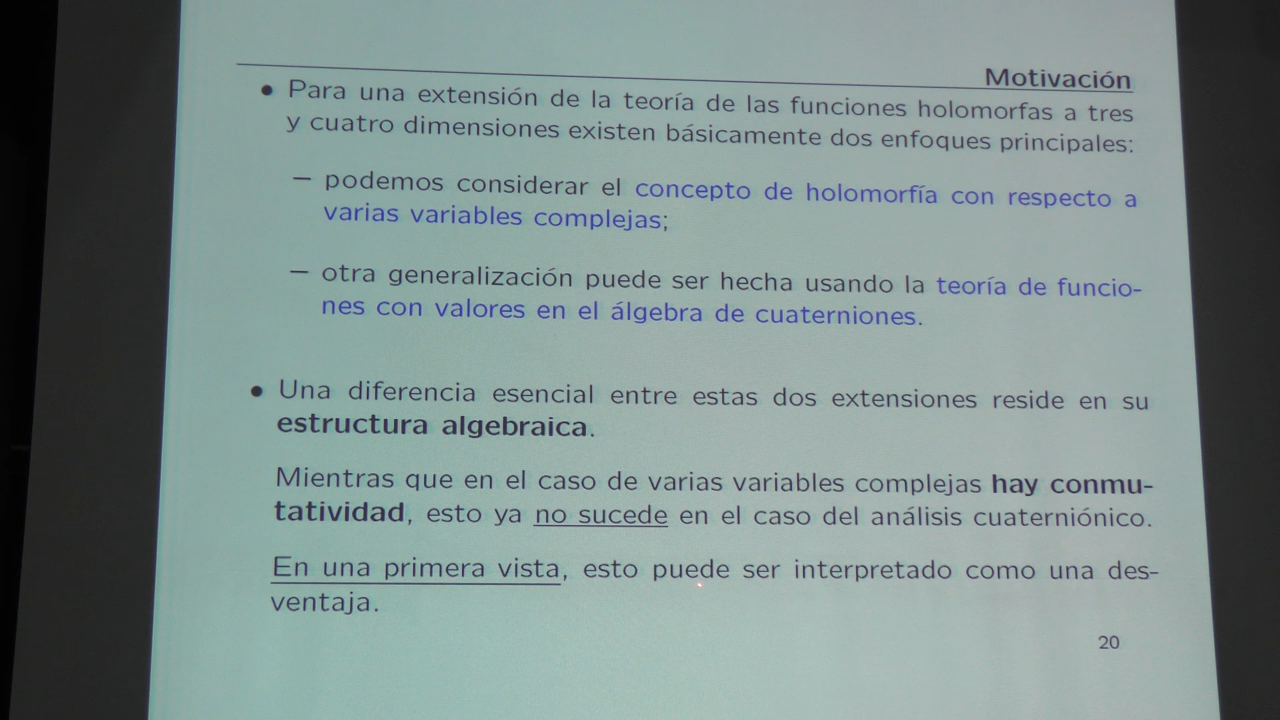 Motivación
• Para una extensión de la teoría de las funciones holomorfas a tres
y cuatro dimensiones existen básicamente dos enfoques principales:
– podemos considerar el concepto de holomorfía con respecto a
varias variables complejas;
– otra generalización puede ser hecha usando la teoría de funcio-
nes con valores en el álgebra de cuaterniones.
• Una diferencia esencial entre estas dos extensiones reside en su
estructura algebraica.
Mientras que en el caso de varias variables complejas hay conmu-
tatividad, esto ya no sucede en el caso del análisis cuaterniónico.
En una primera vista, esto puede ser interpretado como una des-
ventaja.
20